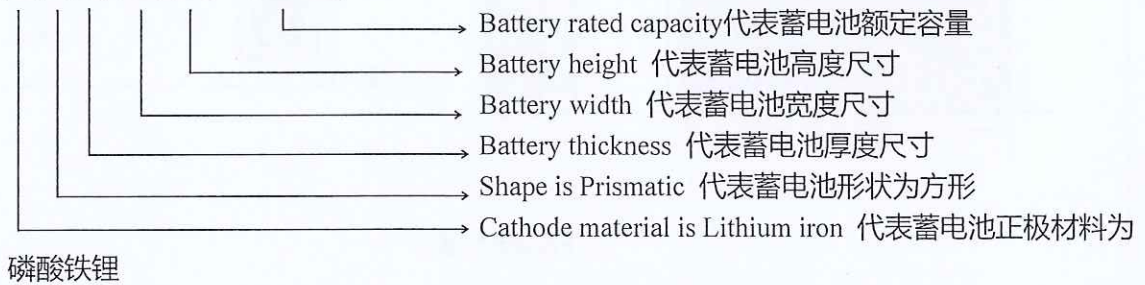 Battery rated capacity代表蓄电池额定容量
Battery height 代表蓄电池高度尺寸
Battery width 代表蓄电池宽度尺寸
Battery thickness 代表蓄电池厚度尺寸
Shape is Prismatic 代表蓄电池形状为方形
Cathode material is Lithium iron 代表蓄电池正极材料为
磷酸铁锂